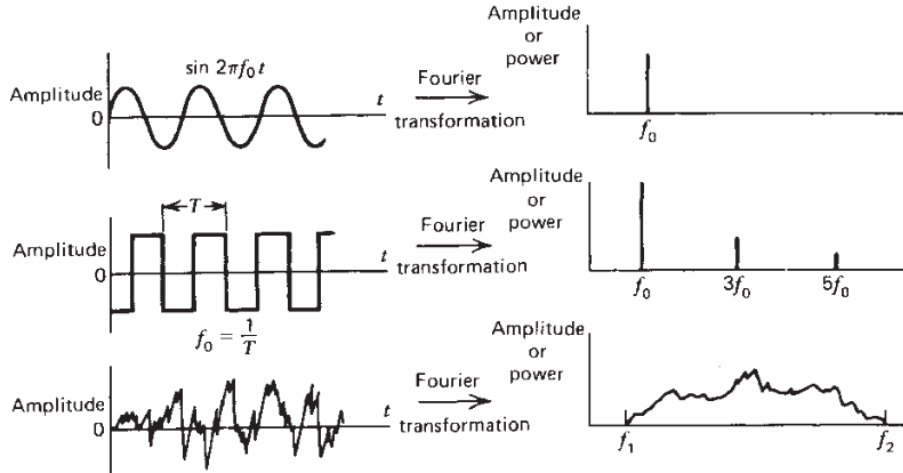 Amplitude
0
sin 2πf₀t
t
Fourier
transformation
Amplitude
or
power
f₀
Amplitude
0
T
t
f₀ = 1/T
Fourier
transformation
Amplitude
or
power
f₀ 3f₀ 5f₀
Amplitude
0
t
Fourier
transformation
Amplitude
or
power
f₁ f₂